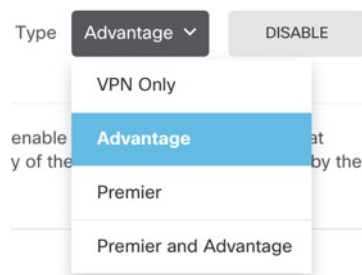 Type Advantage DISABLE
VPN Only
enable Advantage at
y of the by the
Premier
Premier and Advantage